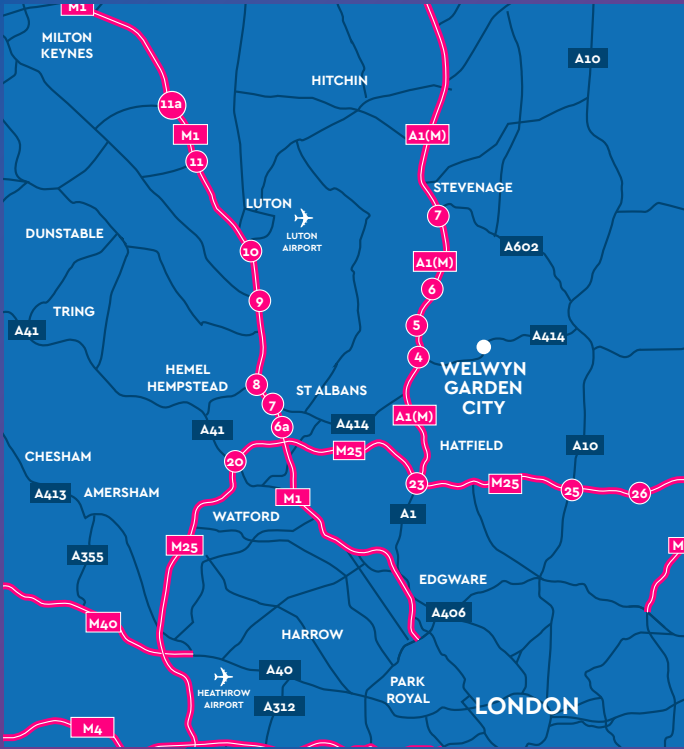 M1
MILTON
KEYNES
A10
HITCHIN
11a
M1
A1(M)
11
STEVENAGE
LUTON
7
LUTON
AIRPORT
DUNSTABLE
A602
10
A1(M)
6
9
TRING
5
A41
A414
4
WELWYN
GARDEN
CITY
HEMEL
HEMPSTEAD
8
ST ALBANS
7
A1(M)
A414
6a
A41
HATFIELD
A10
M25
CHESHAM
20
23
M25
25
26
A413
AMERSHAM
M1
A1
WATFORD
M25
M
A355
EDGWARE
A406
M40
HARROW
A40
HEATHROW
AIRPORT
PARK
ROYAL
A312
LONDON
M4